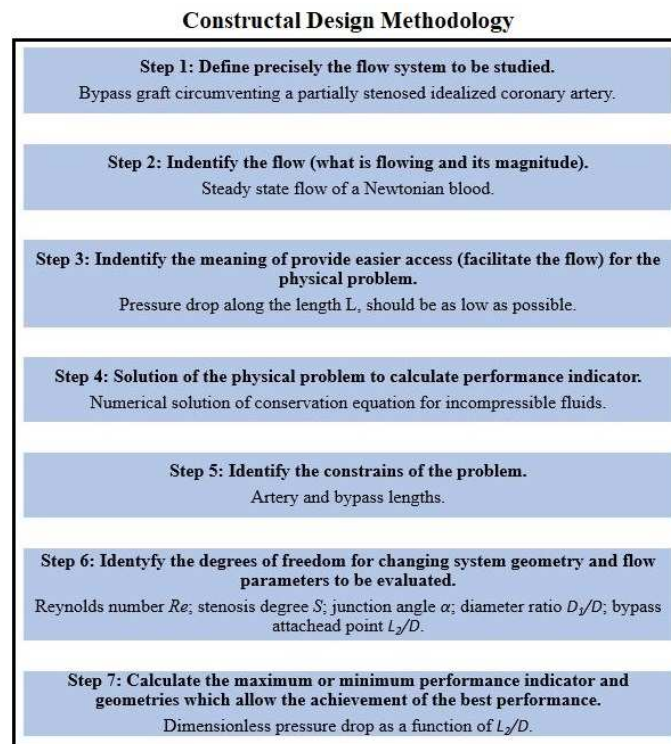 Constructal Design Methodology
Step 1: Define precisely the flow system to be studied.
Bypass graft circumventing a partially stenosed idealized coronary artery.
Step 2: Indentify the flow (what is flowing and its magnitude).
Steady state flow of a Newtonian blood.
Step 3: Indentify the meaning of provide easier access (facilitate the flow) for the
physical problem.
Pressure drop along the length L, should be as low as possible.
Step 4: Solution of the physical problem to calculate performance indicator.
Numerical solution of conservation equation for incompressible fluids.
Step 5: Identify the constrains of the problem.
Artery and bypass lengths.
Step 6: Identyfy the degrees of freedom for changing system geometry and flow
parameters to be evaluated.
Reynolds number Re; stenosis degree S; junction angle α; diameter ratio D₁/D; bypass
attachead point L₂/D.
Step 7: Calculate the maximum or minimum performance indicator and
geometries which allow the achievement of the best performance.
Dimensionless pressure drop as a function of L₂/D.